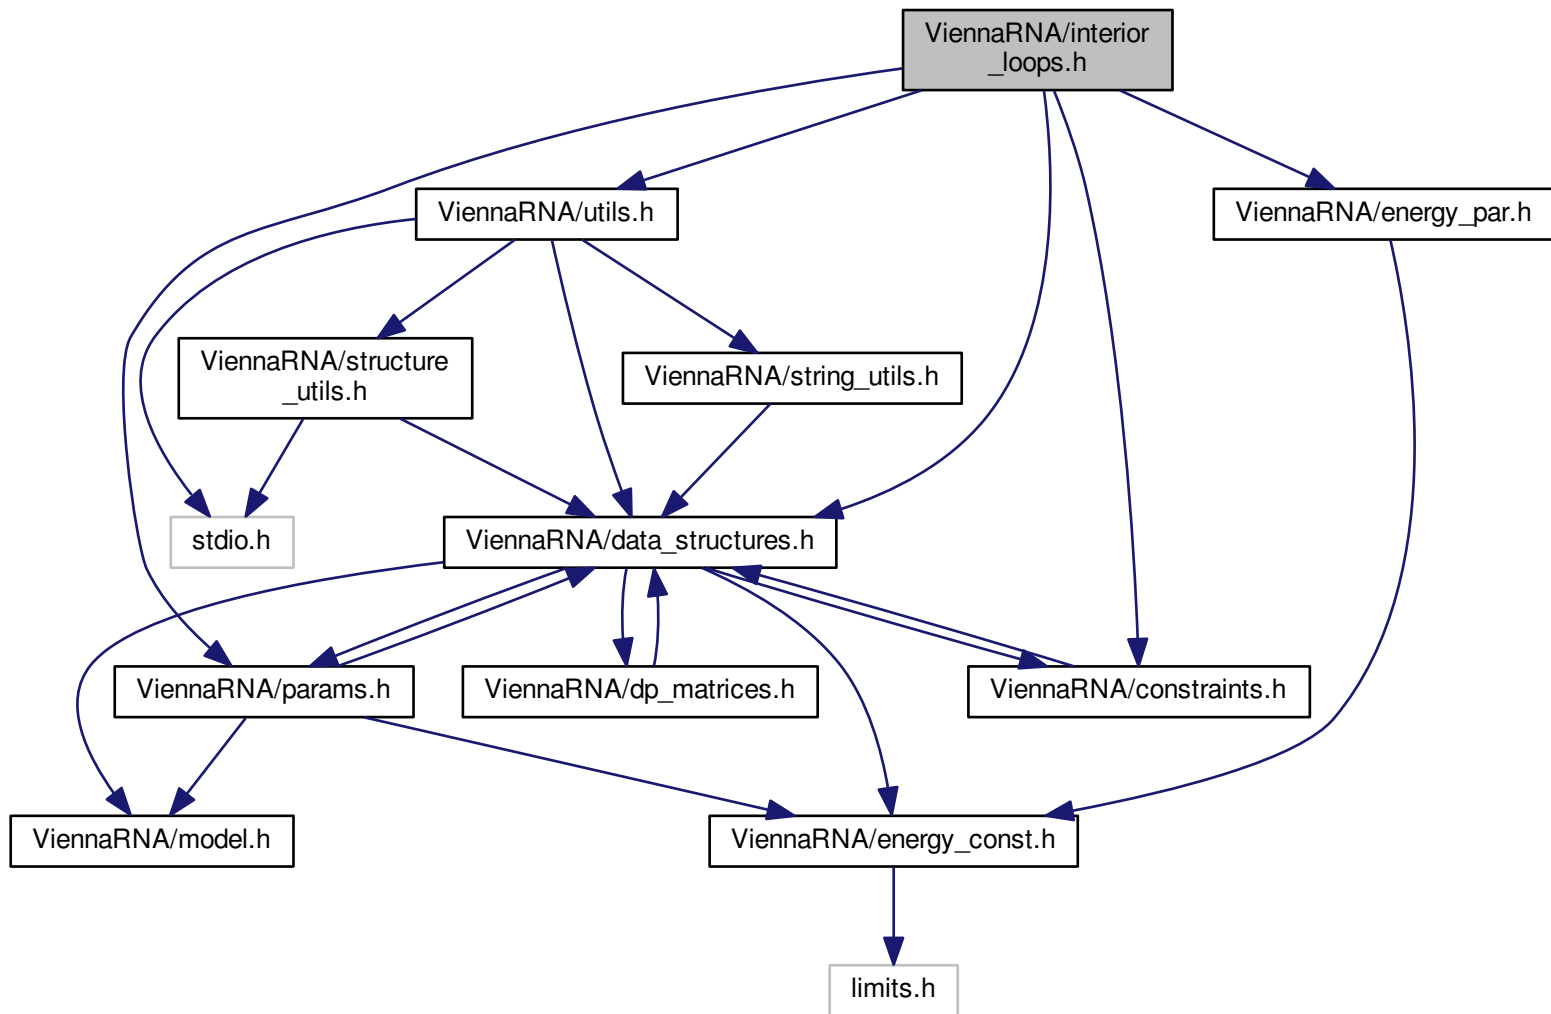 ViennaRNA/interior
_loops.h
ViennaRNA/utils.h
ViennaRNA/energy_par.h
ViennaRNA/structure
_utils.h
ViennaRNA/string_utils.h
stdio.h
ViennaRNA/data_structures.h
ViennaRNA/params.h
ViennaRNA/dp_matrices.h
ViennaRNA/constraints.h
ViennaRNA/model.h
ViennaRNA/energy_const.h
limits.h